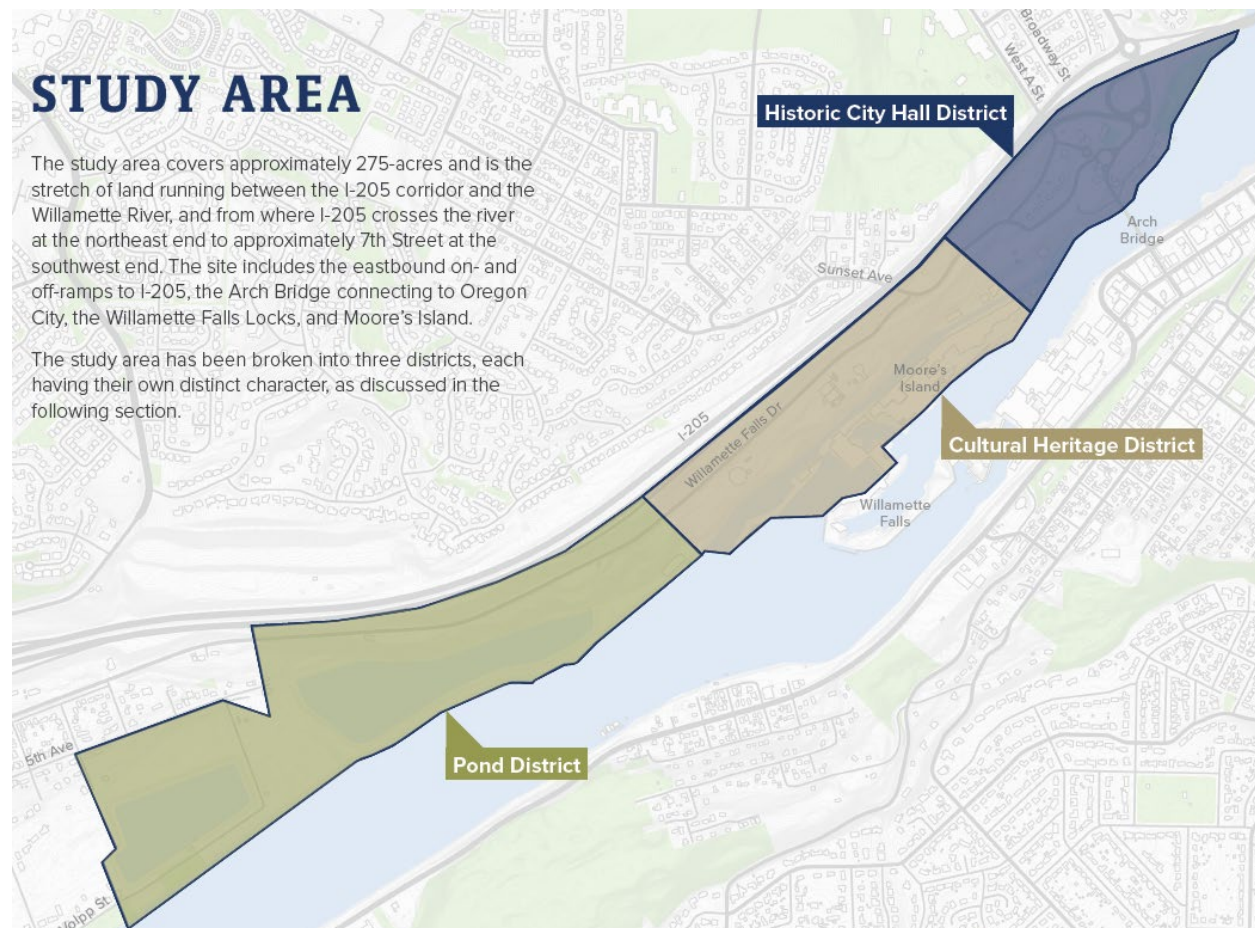 STUDY AREA
The study area covers approximately 275-acres and is the
stretch of land running between the I-205 corridor and the
Willamette River, and from where I-205 crosses the river
at the northeast end to approximately 7th Street at the
southwest end. The site includes the eastbound on- and
off-ramps to I-205, the Arch Bridge connecting to Oregon
City, the Willamette Falls Locks, and Moore's Island.
The study area has been broken into three districts, each
having their own distinct character, as discussed in the
following section.
Broadway St
West A St
Historic City Hall District
Arch
Bridge
Sunset Ave
Moore's
Island
I-205
Willamette Falls Dr
Cultural Heritage District
Willamette
Falls
5th Ave
Pond District
Volpp St